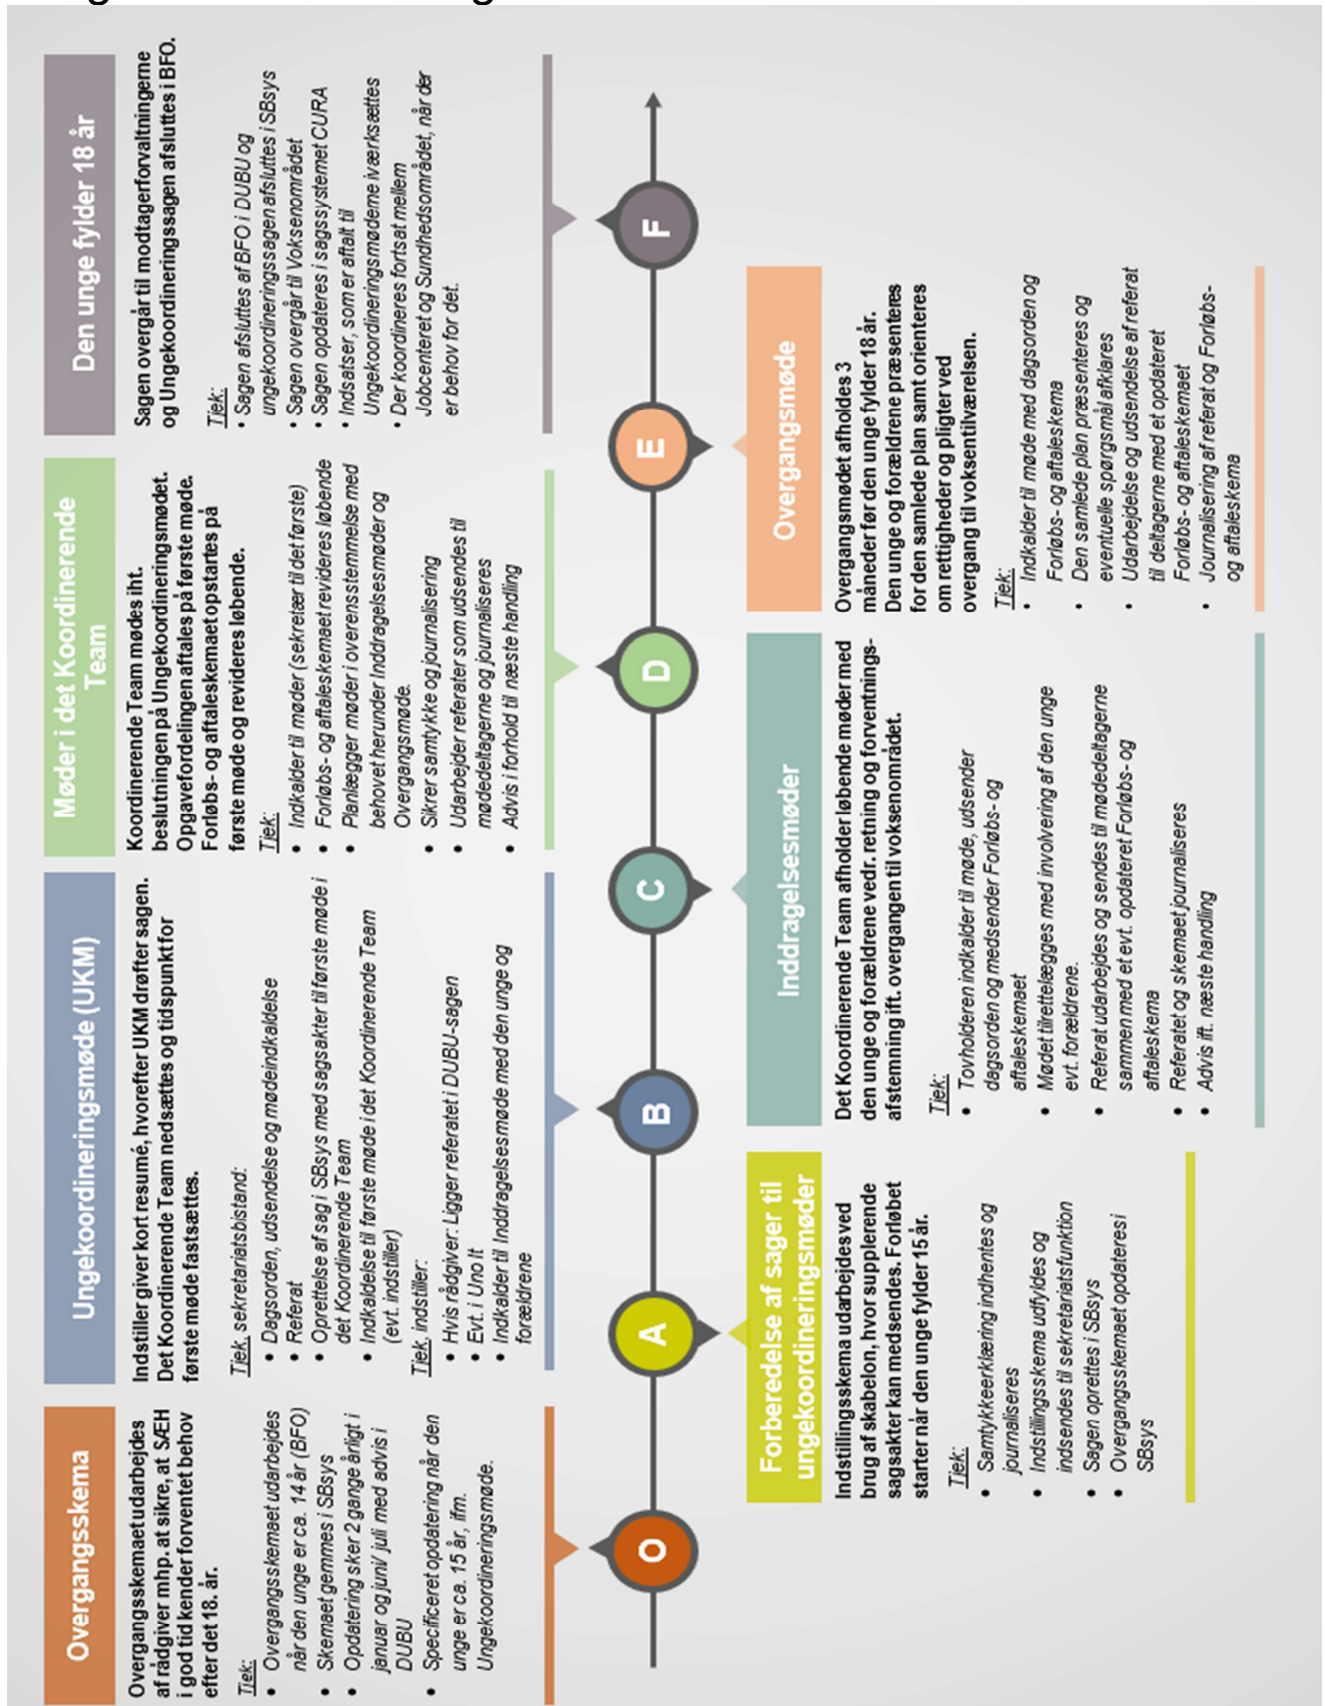 Overgangsskema
Overgangsskemaet udarbejdes
af rådgiver mhp. at sikre, at SÆH
i god tid kender forventet behov
efter det 18. år.
Tjek:
• Overgangsskemaet udarbejdes
når den unge er ca. 14 år (BFO)
• Skemaet gemmes i SBsys
• Opdatering sker 2 gange årligt i
januar og juni/ juli med advis i
DUBU
• Specificeret opdatering når den
unge er ca. 15 år, ifm.
Ungekoordineringsmøde.
Ungekoordineringsmøde (UKM)
Indstiller giver kort resumé, hvorefter UKM drøfter sagen.
Det Koordinerende Team nedsættes og tidspunkt for
første møde fastsættes.
Tjek, sekretariatsbistand:
• Dagsorden, udsendelse og mødeindkaldelse
• Referat
• Oprettelse af sag i SBsys med sagsakter til første møde i
det Koordinerende Team
• Indkaldelse til første møde i det Koordinerende Team
(evt. indstiller)
Tjek, indstiller:
• Hvis rådgiver: Ligger referatet i DUBU-sagen
• Evt. i Uno It
• Indkalder til Inddragelsesmøde med den unge og
forældrene
Møder i det Koordinerende
Team
Koordinerende Team mødes iht.
beslutningen på Ungekoordineringsmødet.
Opgavefordelingen aftales på første møde.
Forløbs- og aftaleskemaet opstartes på
første møde og revideres løbende.
Tjek:
• Indkalder til møder (sekretær til det første)
• Forløbs- og aftaleskemaet revideres løbende
• Planlægger møder i overensstemmelse med
behovet herunder Inddragelsesmøder og
Overgangsmøde.
• Sikrer samtykke og journalisering
• Udarbejder referater som udsendes til
mødedeltagerne og journaliseres
• Advis i forhold til næste handling
Den unge fylder 18 år
Sagen overgår til modtagerforvaltningerne
og Ungekoordineringssagen afsluttes i BFO.
Tjek:
• Sagen afsluttes af BFO i DUBU og
ungekoordineringssagen afsluttes i SBsys
• Sagen overgår til Voksenområdet
• Sagen opdateres i sagssystemet CURA
• Indsatser, som er aftalt til
Ungekoordineringsmøderne iværksættes
• Der koordineres fortsat mellem
Jobcenteret og Sundhedsområdet, når der
er behov for det.
O
A
B
C
D
E
F
Forberedelse af sager til
ungekoordineringsmøder
Indstillingsskema udarbejdes ved
brug af skabelon, hvor supplerende
sagsakter kan medsendes. Forløbet
starter når den unge fylder 15 år.
Tjek:
• Samtykkeerklæring indhentes og
journaliseres
• Indstillingsskema udfyldes og
indsendes til sekretariatsfunktion
• Sagen oprettes i SBsys
• Overgangsskemaet opdateres i
SBsys
Inddragelsesmøder
Det Koordinerende Team afholder løbende møder med
den unge og forældrene vedr. retning og forventnings-
afstemning ift. overgangen til voksenområdet.
Tjek:
• Tovholderen indkalder til møde, udsender
dagsorden og medsender Forløbs- og
aftaleskemaet
• Mødet tilrettelægges med involvering af den unge
evt. forældrene.
• Referat udarbejdes og sendes til mødedeltagerne
sammen med et evt. opdateret Forløbs- og
aftaleskema
• Referatet og skemaet journaliseres
• Advis ift. næste handling
Overgangsmøde
Overgangsmødet afholdes 3
måneder før den unge fylder 18 år.
Den unge og forældrene præsenteres
for den samlede plan samt orienteres
om rettigheder og pligter ved
overgang til voksentilværelsen.
Tjek:
• Indkalder til møde med dagsorden og
Forløbs- og aftaleskema
• Den samlede plan præsenteres og
eventuelle spørgsmål afklares
• Udarbejdelse og udsendelse af referat
til deltagerne med et opdateret
Forløbs- og aftaleskemaet
• Journalisering af referat og Forløbs-
og aftaleskema